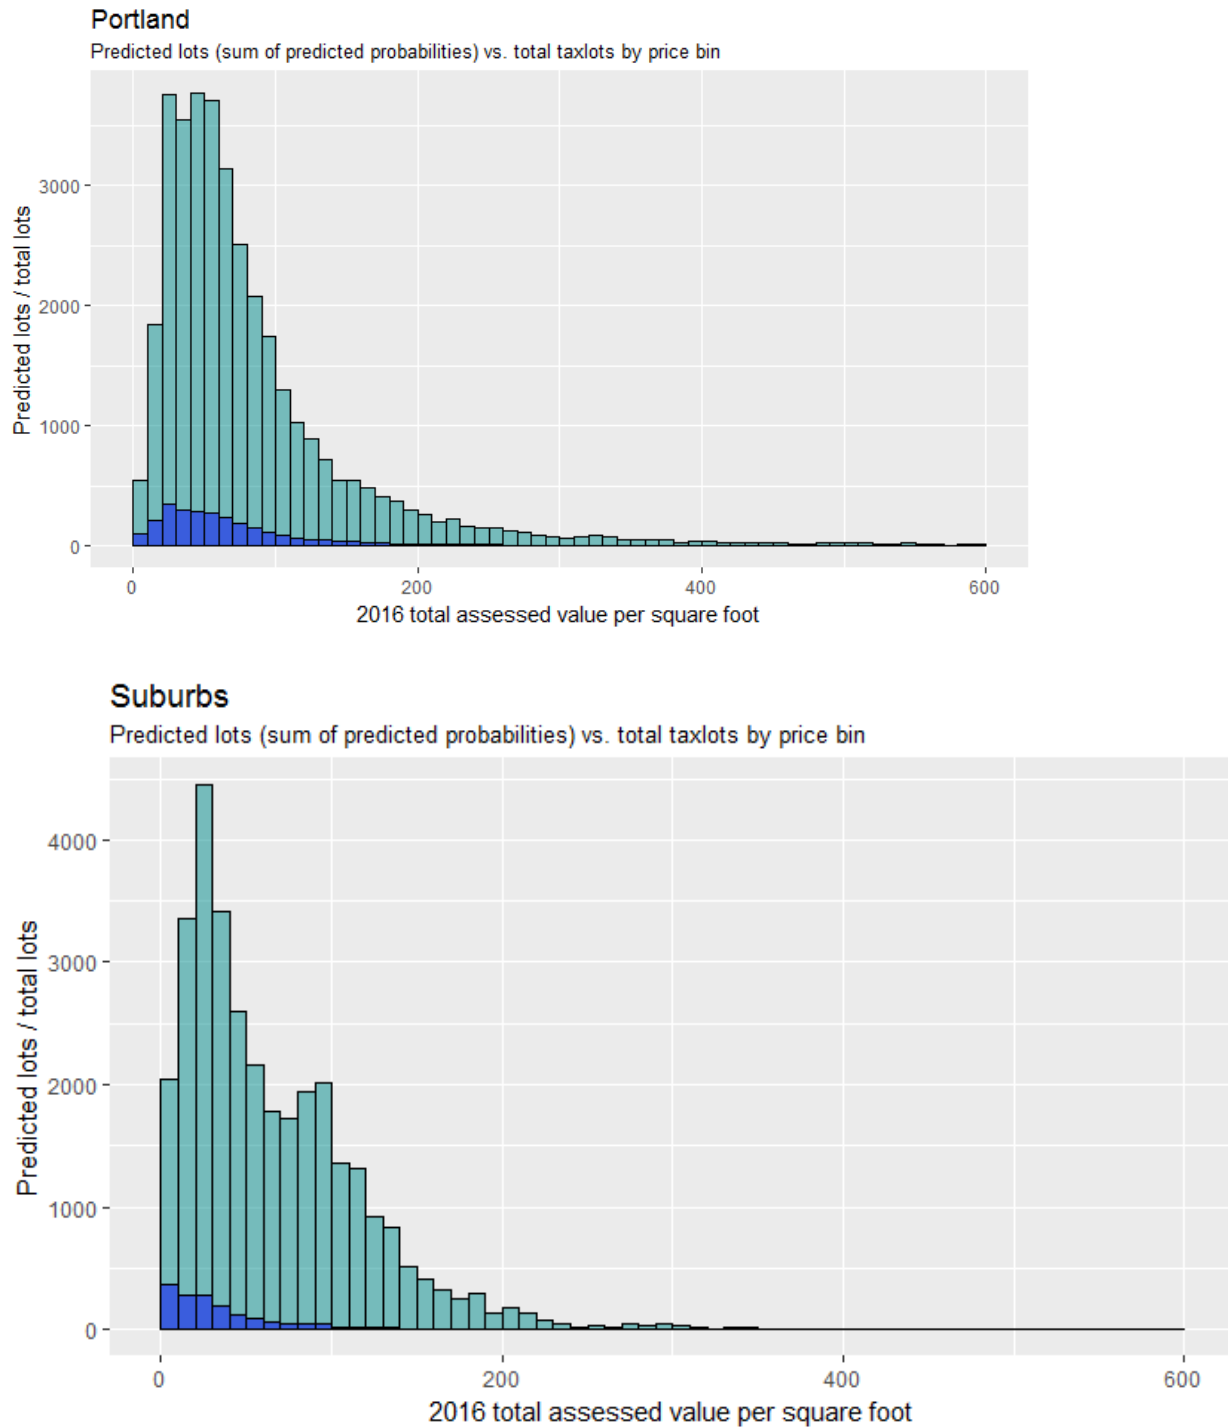 Portland
Predicted lots (sum of predicted probabilities) vs. total taxlots by price bin
Predicted lots / total lots
3000
2000
1000
0
0 200 400 600
2016 total assessed value per square foot
Suburbs
Predicted lots (sum of predicted probabilities) vs. total taxlots by price bin
Predicted lots / total lots
4000
3000
2000
1000
0
0 200 400 600
2016 total assessed value per square foot